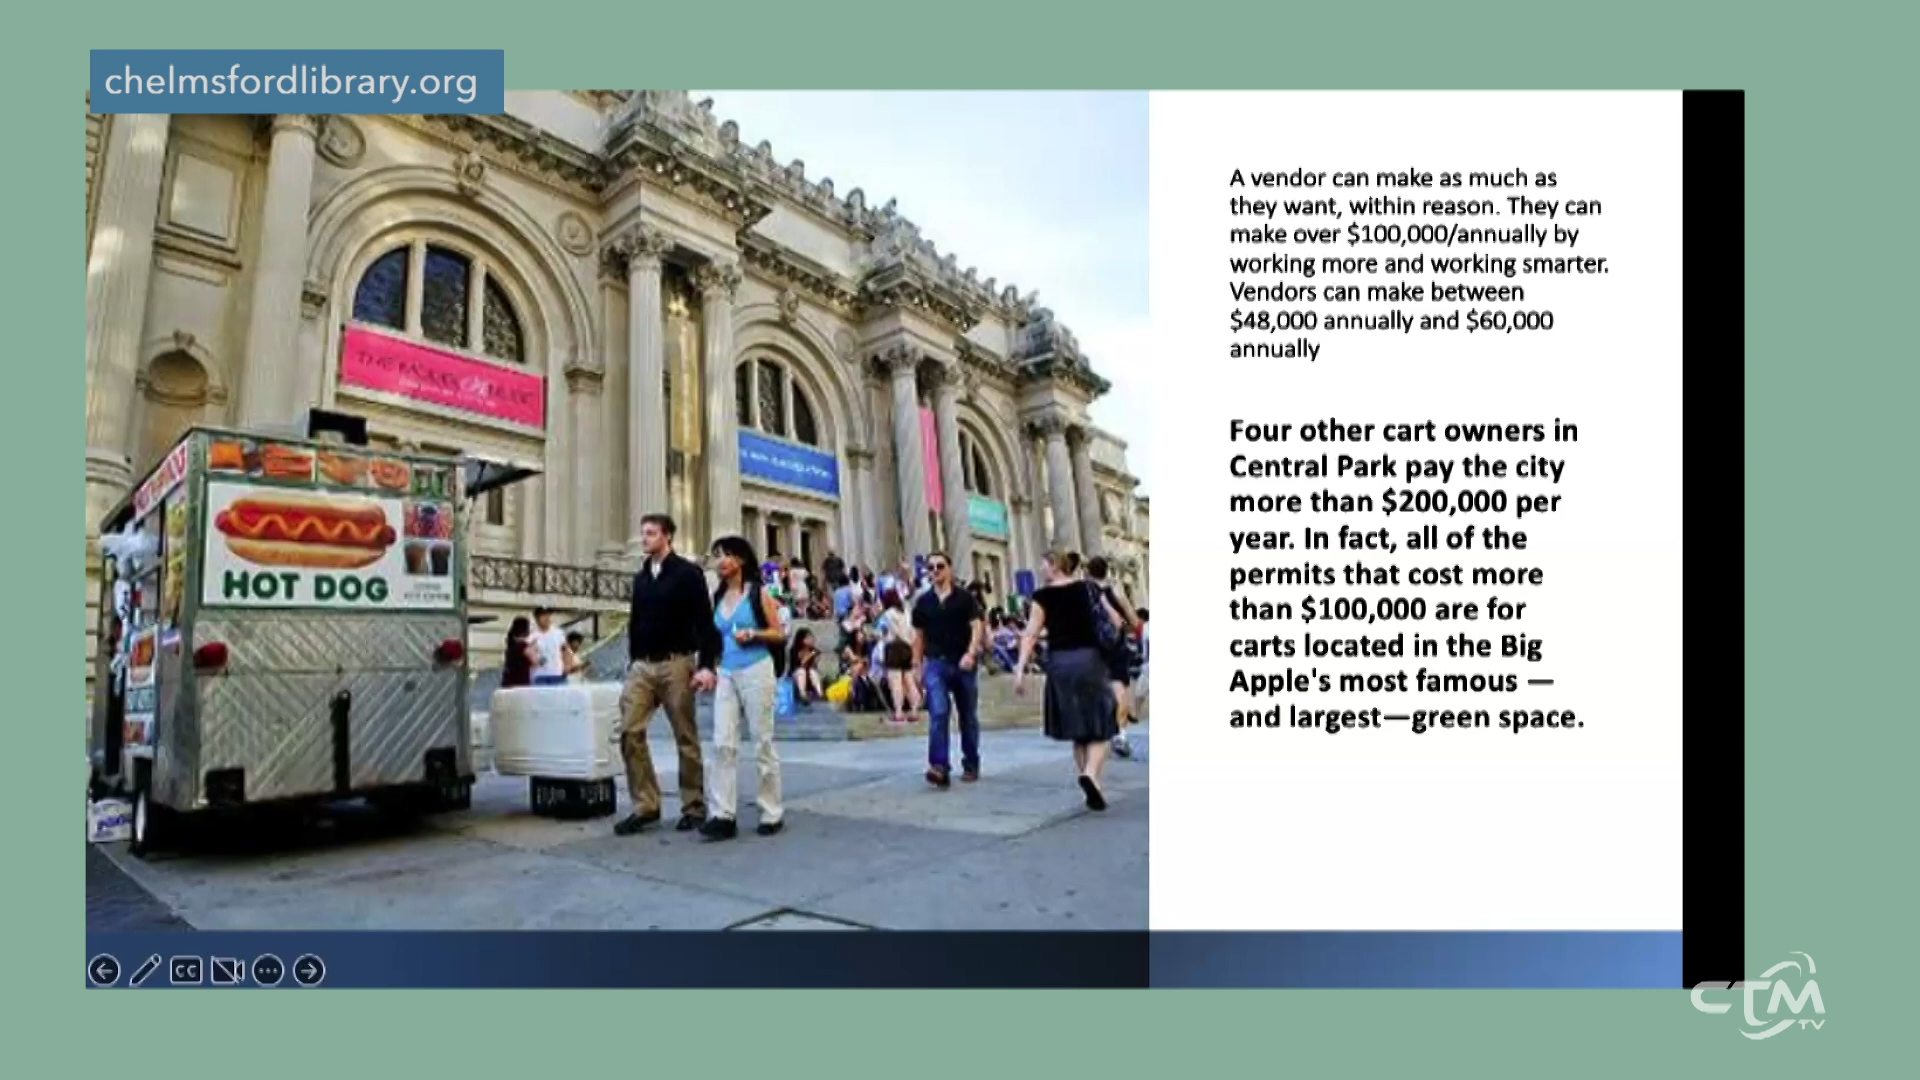 chelmsfordlibrary.org
A vendor can make as much as
they want, within reason. They can
make over $100,000/annually by
working more and working smarter.
Vendors can make between
$48,000 annually and $60,000
annually
Four other cart owners in
Central Park pay the city
more than $200,000 per
year. In fact, all of the
permits that cost more
than $100,000 are for
carts located in the Big
Apple's most famous —
and largest—green space.
HOT DOG
CC
CTM
TV